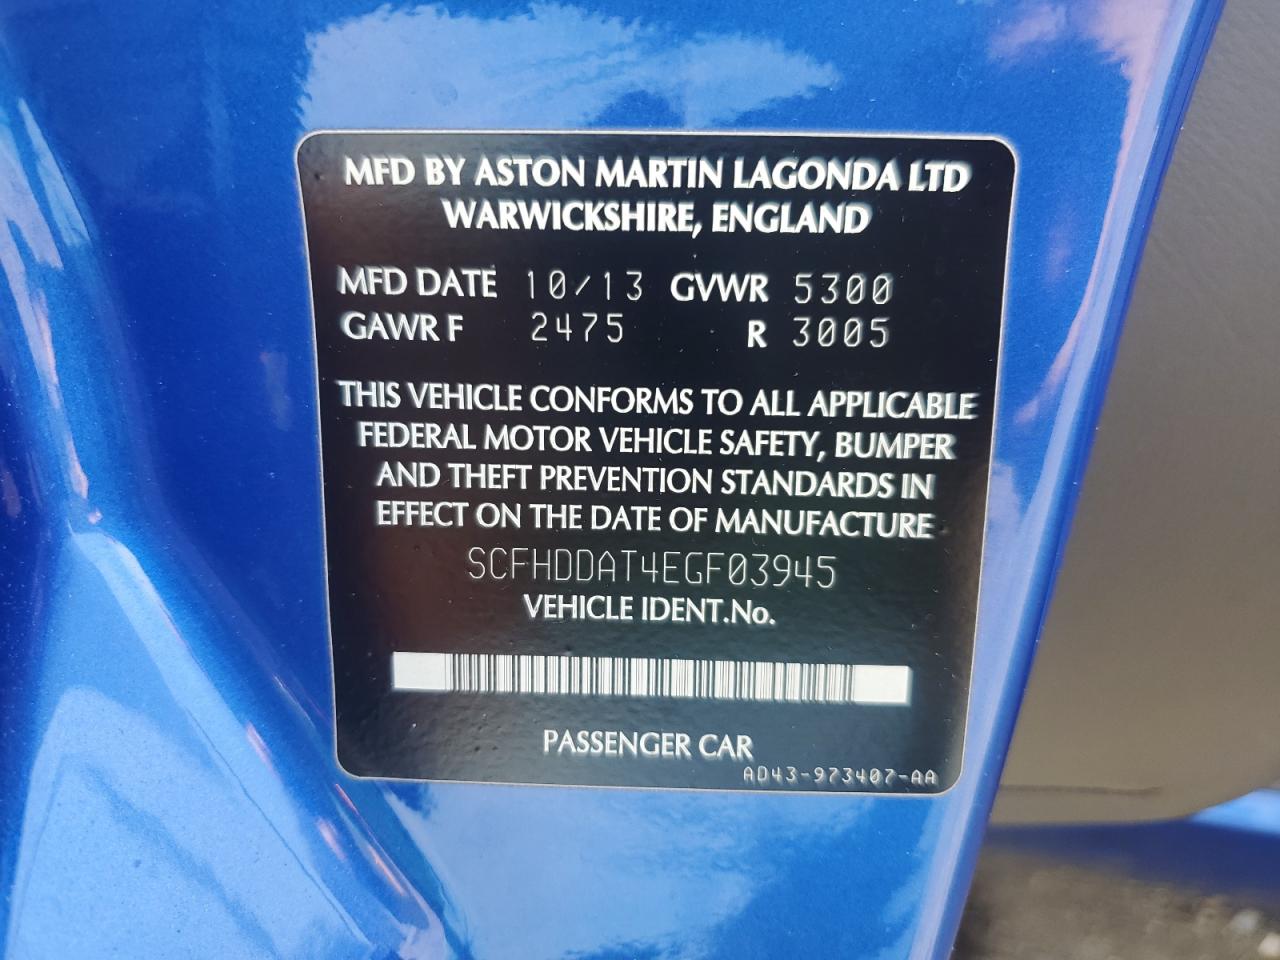 MFD BY ASTON MARTIN LAGONDA LTD
WARWICKSHIRE, ENGLAND
MFD DATE 10/13 GVWR 5300
GAWR F 2475 R 3005
THIS VEHICLE CONFORMS TO ALL APPLICABLE
FEDERAL MOTOR VEHICLE SAFETY, BUMPER
AND THEFT PREVENTION STANDARDS IN
EFFECT ON THE DATE OF MANUFACTURE
SCFHDDAT4EGF03945
VEHICLE IDENT.No.
PASSENGER CAR
AD43-973407-AA